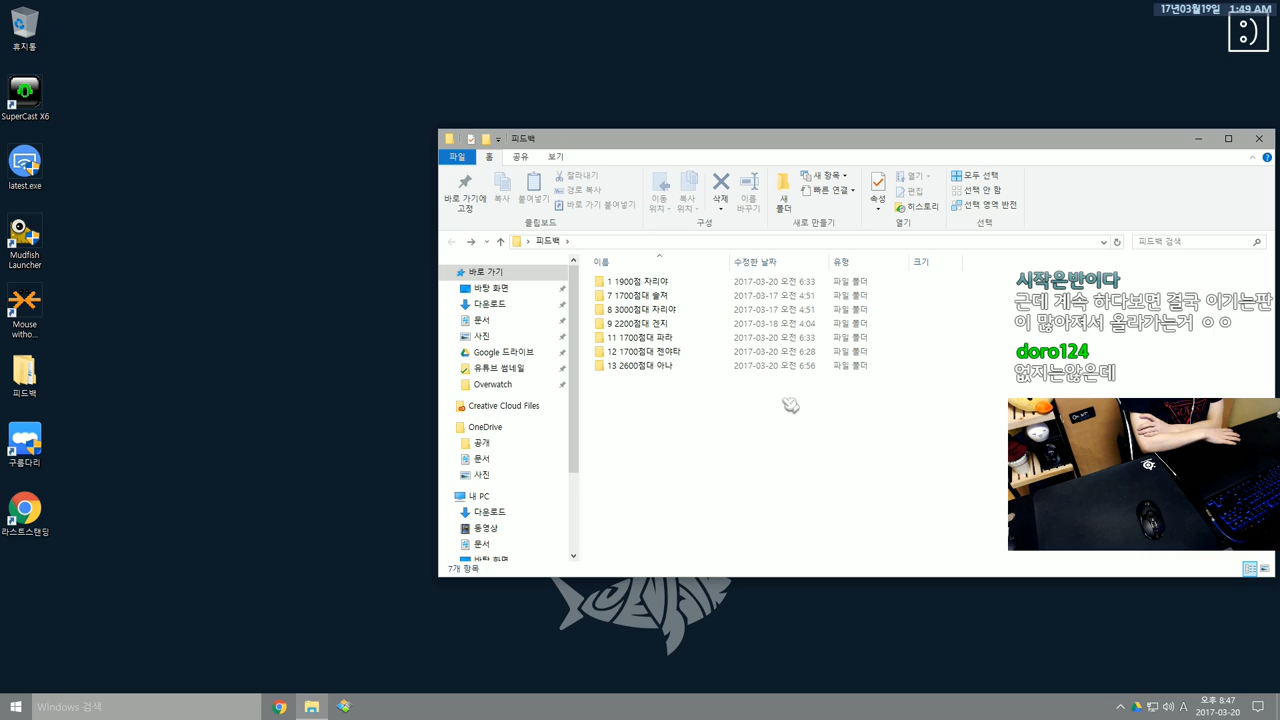 17년03월19일 1:49 AM
:)
휴지통
SuperCast X6
latest.exe
Mudfish
Launcher
Mouse
witho...
피드백
구름다리
라스트스탠딩
피드백
파일 홈 공유 보기
바로 가기에
고정
복사
붙여넣기
잘라내기
경로 복사
바로 가기 붙여넣기
클립보드
이동
위치
복사
위치
삭제
이름
바꾸기
구성
새
폴더
새 항목
빠른 연결
새로 만들기
속성
열기
편집
히스토리
열기
모두 선택
선택 안 함
선택 영역 반전
선택
피드백
피드백 검색
이름 수정한 날짜 유형 크기
1 1900점 자리야 2017-03-20 오전 6:33 파일 폴더
7 1700점대 솔져 2017-03-17 오전 4:51 파일 폴더
8 3000점대 자리야 2017-03-17 오전 4:51 파일 폴더
9 2200점대 겐지 2017-03-18 오전 4:04 파일 폴더
11 1700점대 파라 2017-03-20 오전 6:33 파일 폴더
12 1700점대 젠야타 2017-03-20 오전 6:28 파일 폴더
13 2600점대 아나 2017-03-20 오전 6:56 파일 폴더
바로 가기
바탕 화면
다운로드
문서
사진
Google 드라이브
유튜브 썸네일
Overwatch
Creative Cloud Files
OneDrive
공개
문서
사진
내 PC
다운로드
동영상
문서
바탕 화면
7개 항목
시작은반이다
근데 계속 하다보면 결국 이기는판
이 많아져서 올라가는거 ㅇㅇ
doro124
없지는않은데
Windows 검색
A
오후 8:47
2017-03-20